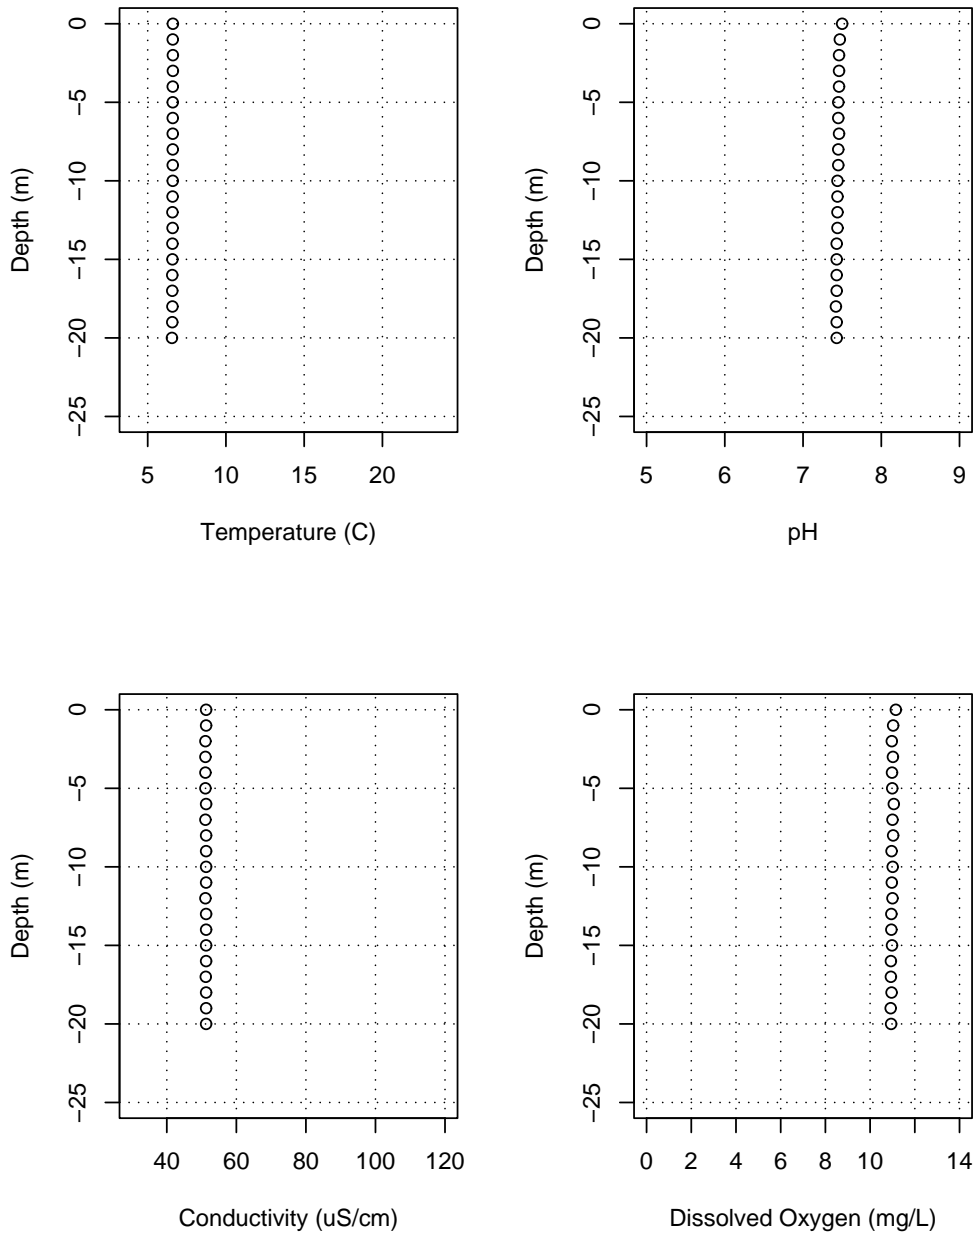 0
−5
−10
−15
−20
−25
Depth (m)
5 10 15 20
Temperature (C)
0
−5
−10
−15
−20
−25
Depth (m)
5 6 7 8 9
pH
0
−5
−10
−15
−20
−25
Depth (m)
40 60 80 100 120
Conductivity (uS/cm)
0
−5
−10
−15
−20
−25
Depth (m)
0 2 4 6 8 10 14
Dissolved Oxygen (mg/L)